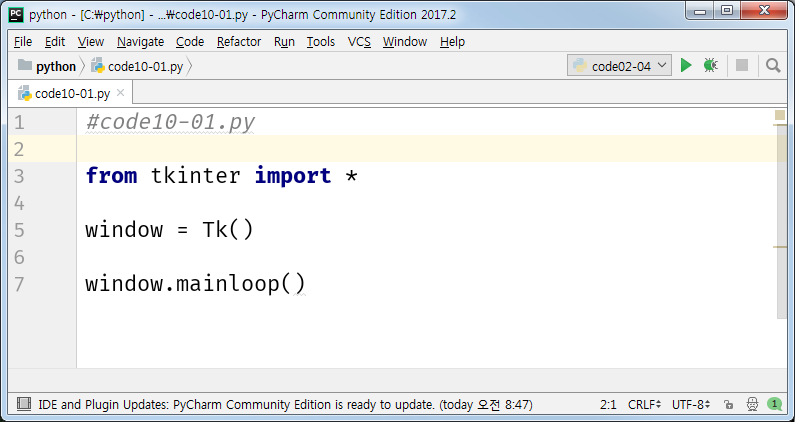 PC python - [C:₩python] - ...₩code10-01.py - PyCharm Community Edition 2017.2
File Edit View Navigate Code Refactor Run Tools VCS Window Help
python code10-01.py code02-04
code10-01.py
1 #code10-01.py
2
3 from tkinter import *
4
5 window = Tk()
6
7 window.mainloop()
IDE and Plugin Updates: PyCharm Community Edition is ready to update. (today 오전 8:47) 2:1 CRLF UTF-8 1